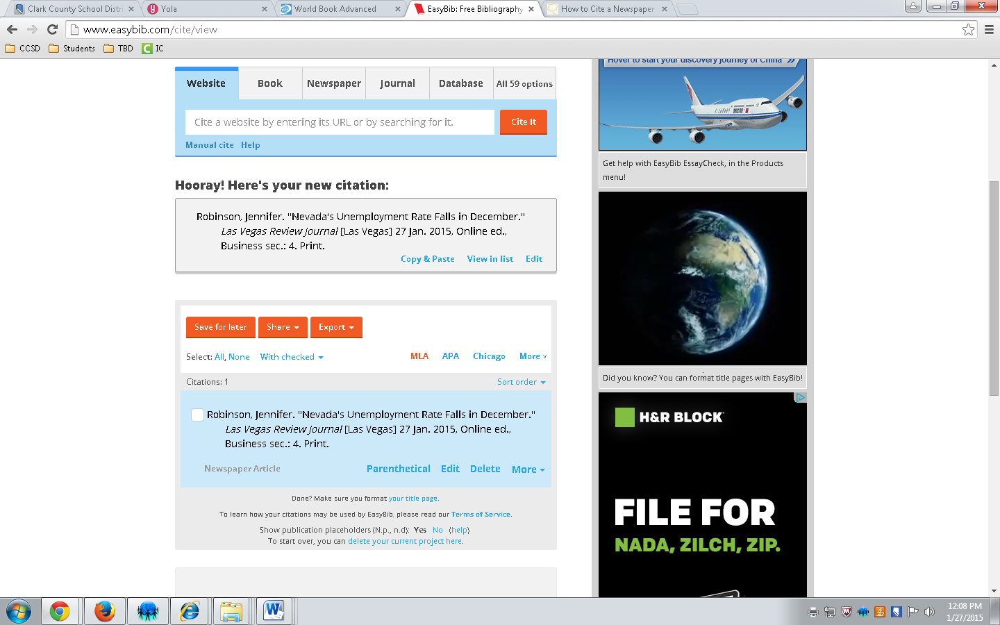 Clark County School Distri
Yola
World Book Advanced
EasyBib: Free Bibliography
How to Cite a Newspaper
www.easybib.com/cite/view
CCSD Students TBD IC
Website Book Newspaper Journal Database All 59 options
Cite a website by entering its URL or by searching for it. Cite It
Manual cite Help
Hooray! Here's your new citation:
Robinson, Jennifer. "Nevada's Unemployment Rate Falls in December."
Las Vegas Review Journal [Las Vegas] 27 Jan. 2015, Online ed.,
Business sec.: 4. Print.
Copy & Paste View in list Edit
Save for later Share Export
Select: All, None With checked MLA APA Chicago More
Citations: 1 Sort order
Robinson, Jennifer. "Nevada's Unemployment Rate Falls in December."
Las Vegas Review Journal [Las Vegas] 27 Jan. 2015, Online ed.,
Business sec.: 4. Print.
Newspaper Article Parenthetical Edit Delete More
Done? Make sure you format your title page.
To learn how your citations may be used by EasyBib, please read our Terms of Service.
Show publication placeholders (N.p., n.d): Yes No (help)
To start over, you can delete your current project here.
Hover to start your discovery journey of China >>
Get help with EasyBib EssayCheck, in the Products
menu!
Did you know? You can format title pages with EasyBib!
H&R BLOCK
FILE FOR
NADA, ZILCH, ZIP.
12:08 PM
1/27/2015